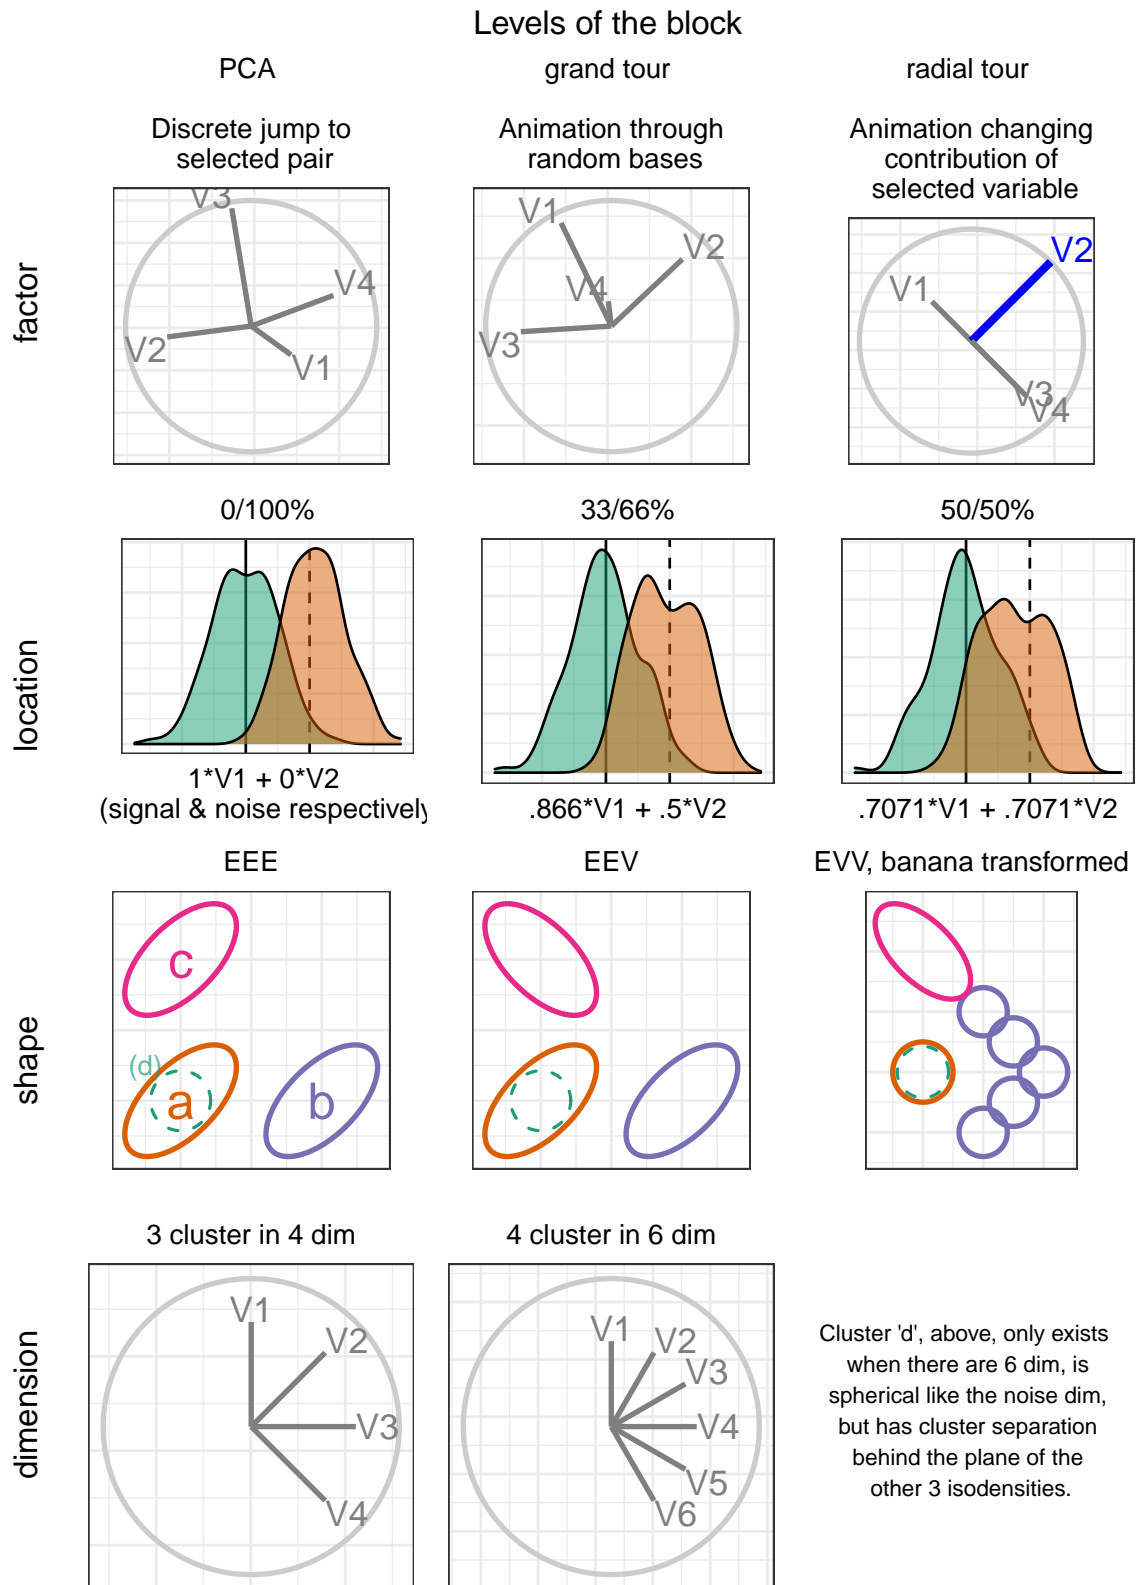 Levels of the block
PCA
grand tour
radial tour
Discrete jump to
selected pair
Animation through
random bases
Animation changing
contribution of
selected variable
factor
V3
V4
V2
V1
V1
V2
V4
V3
V2
V1
V3
V4
0/100%
33/66%
50/50%
location
1*V1 + 0*V2
(signal & noise respectively
.866*V1 + .5*V2
.7071*V1 + .7071*V2
EEE
EEV
EVV, banana transformed
shape
c
(d)
a
b
3 cluster in 4 dim
4 cluster in 6 dim
dimension
V1
V2
V3
V4
V1
V2
V3
V4
V5
V6
Cluster 'd', above, only exists
when there are 6 dim, is
spherical like the noise dim,
but has cluster separation
behind the plane of the
other 3 isodensities.